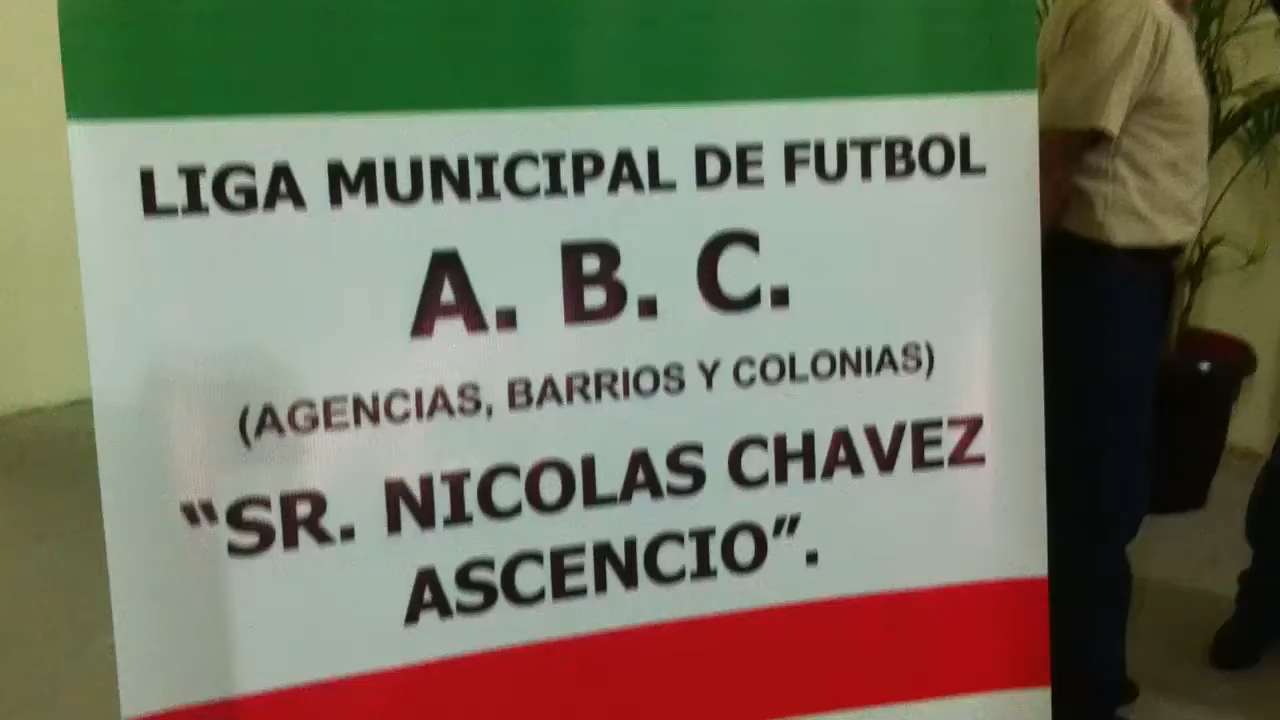 LIGA MUNICIPAL DE FUTBOL
A. B. C.
(AGENCIAS, BARRIOS Y COLONIAS)
“SR. NICOLAS CHAVEZ
ASCENCIO”.